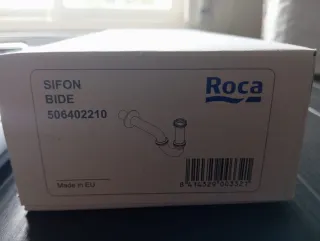 SIFON
BIDE
506402210
Roca
Made in EU